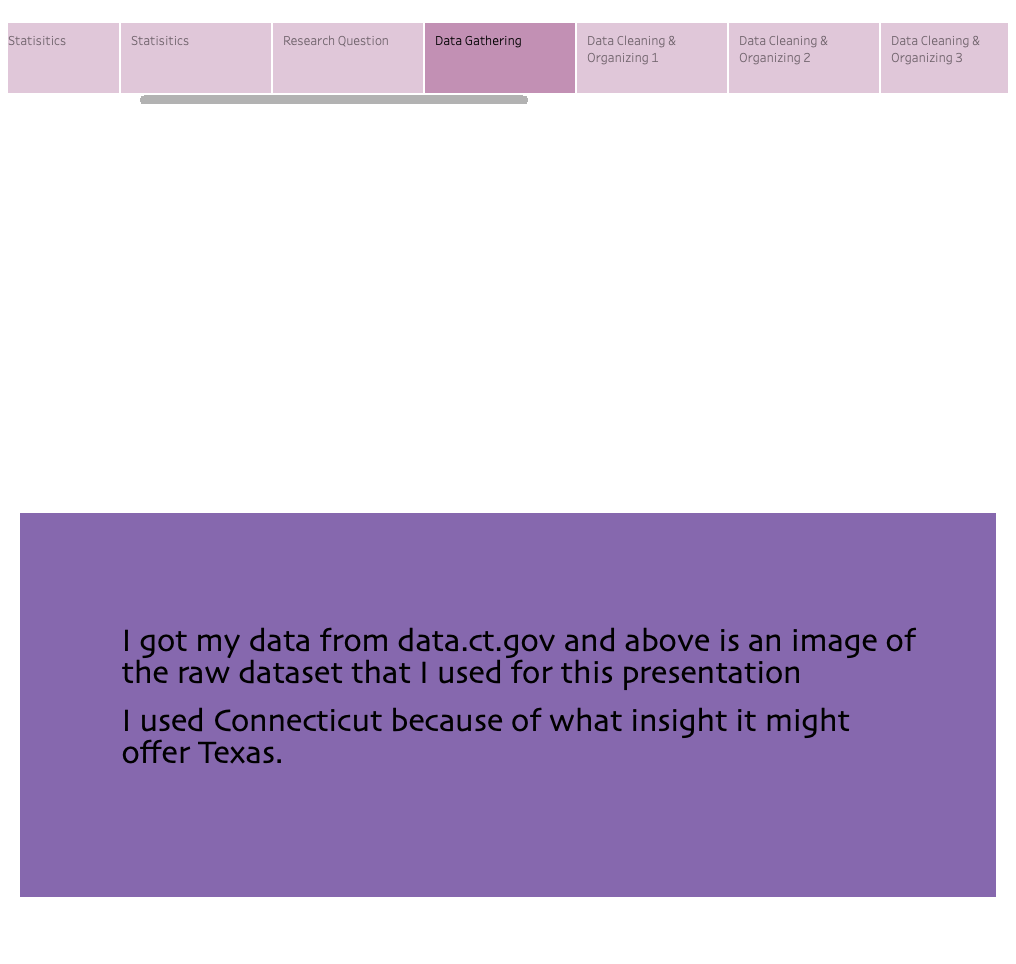 Statisitics
Statisitics
Research Question
Data Gathering
Data Cleaning &
Organizing 1
Data Cleaning &
Organizing 2
Data Cleaning &
Organizing 3
I got my data from data.ct.gov and above is an image of
the raw dataset that I used for this presentation
I used Connecticut because of what insight it might
offer Texas.